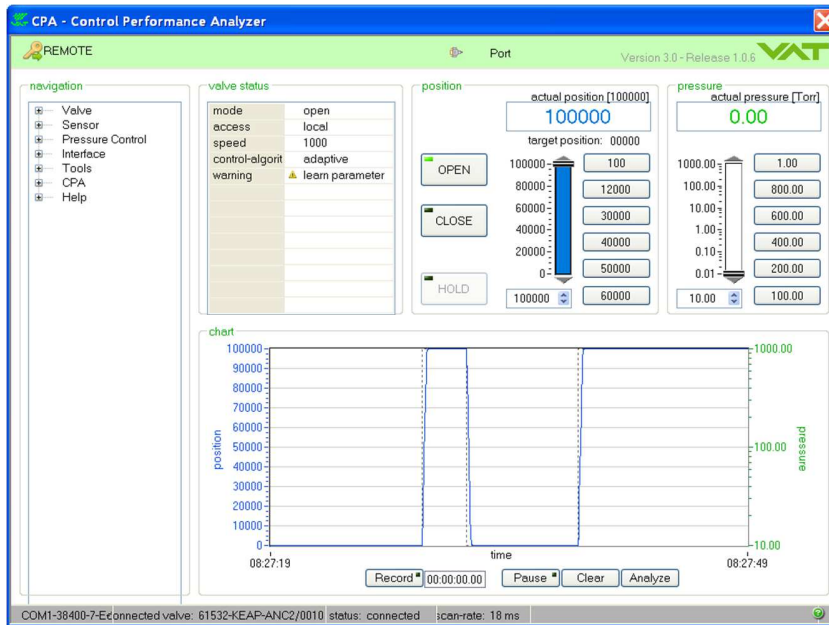 CPA - Control Performance Analyzer
REMOTE
Port
Version 3.0 - Release 1.0.6
VAT
navigation
Valve
Sensor
Pressure Control
Interface
Tools
CPA
Help
valve status
mode open
access local
speed 1000
control-algorit adaptive
warning learn parameter
position
actual position [100000]
100000
target position: 00000
OPEN
CLOSE
HOLD
100000
80000
60000
40000
20000
0
100000
100
12000
30000
40000
50000
60000
pressure
actual pressure [Torr]
0.00
1000.00
100.00
10.00
1.00
0.10
0.01
10.00
1.00
800.00
600.00
400.00
200.00
100.00
chart
position
100000
90000
80000
70000
60000
50000
40000
30000
20000
10000
0
1000.00
100.00
10.00
pressure
08:27:19
time
08:27:49
Record
00:00:00.00
Pause
Clear
Analyze
COM1-38400-7-E connected valve: 61532-KEAP-ANC2/0010 status: connected scan-rate: 18 ms